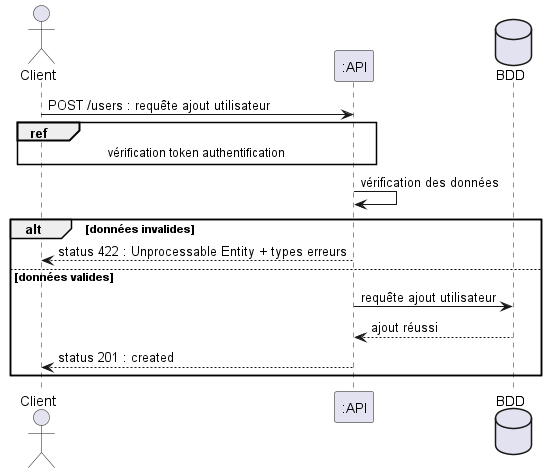 Client
:API
BDD
POST /users : requête ajout utilisateur
ref
vérification token authentification
vérification des données
alt [données invalides]
status 422 : Unprocessable Entity + types erreurs
[données valides]
requête ajout utilisateur
ajout réussi
status 201 : created
Client
:API
BDD